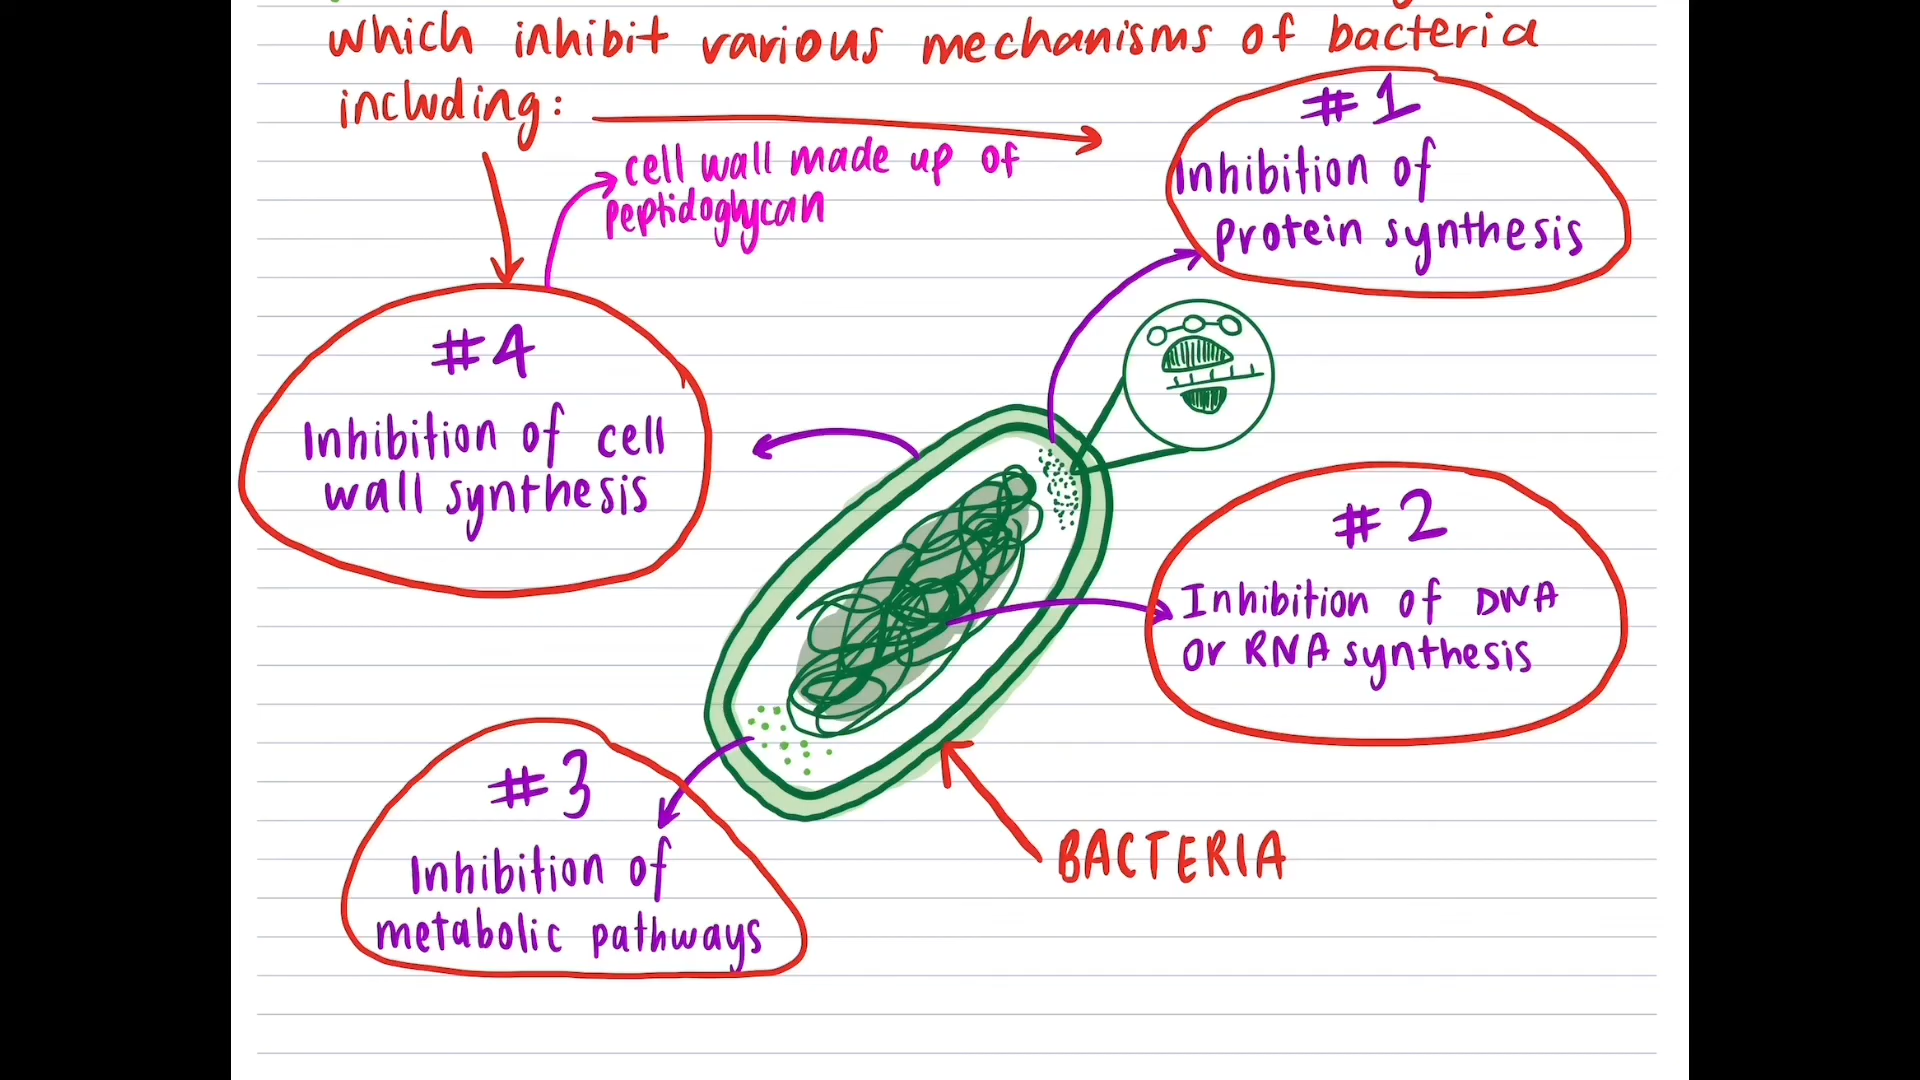 which inhibit various mechanisms of bacteria
including:
cell wall made up of
peptidoglycan
#1
Inhibition of
protein synthesis
#4
Inhibition of cell
wall synthesis
#2
Inhibition of DNA
or RNA synthesis
#3
Inhibition of
metabolic pathways
BACTERIA